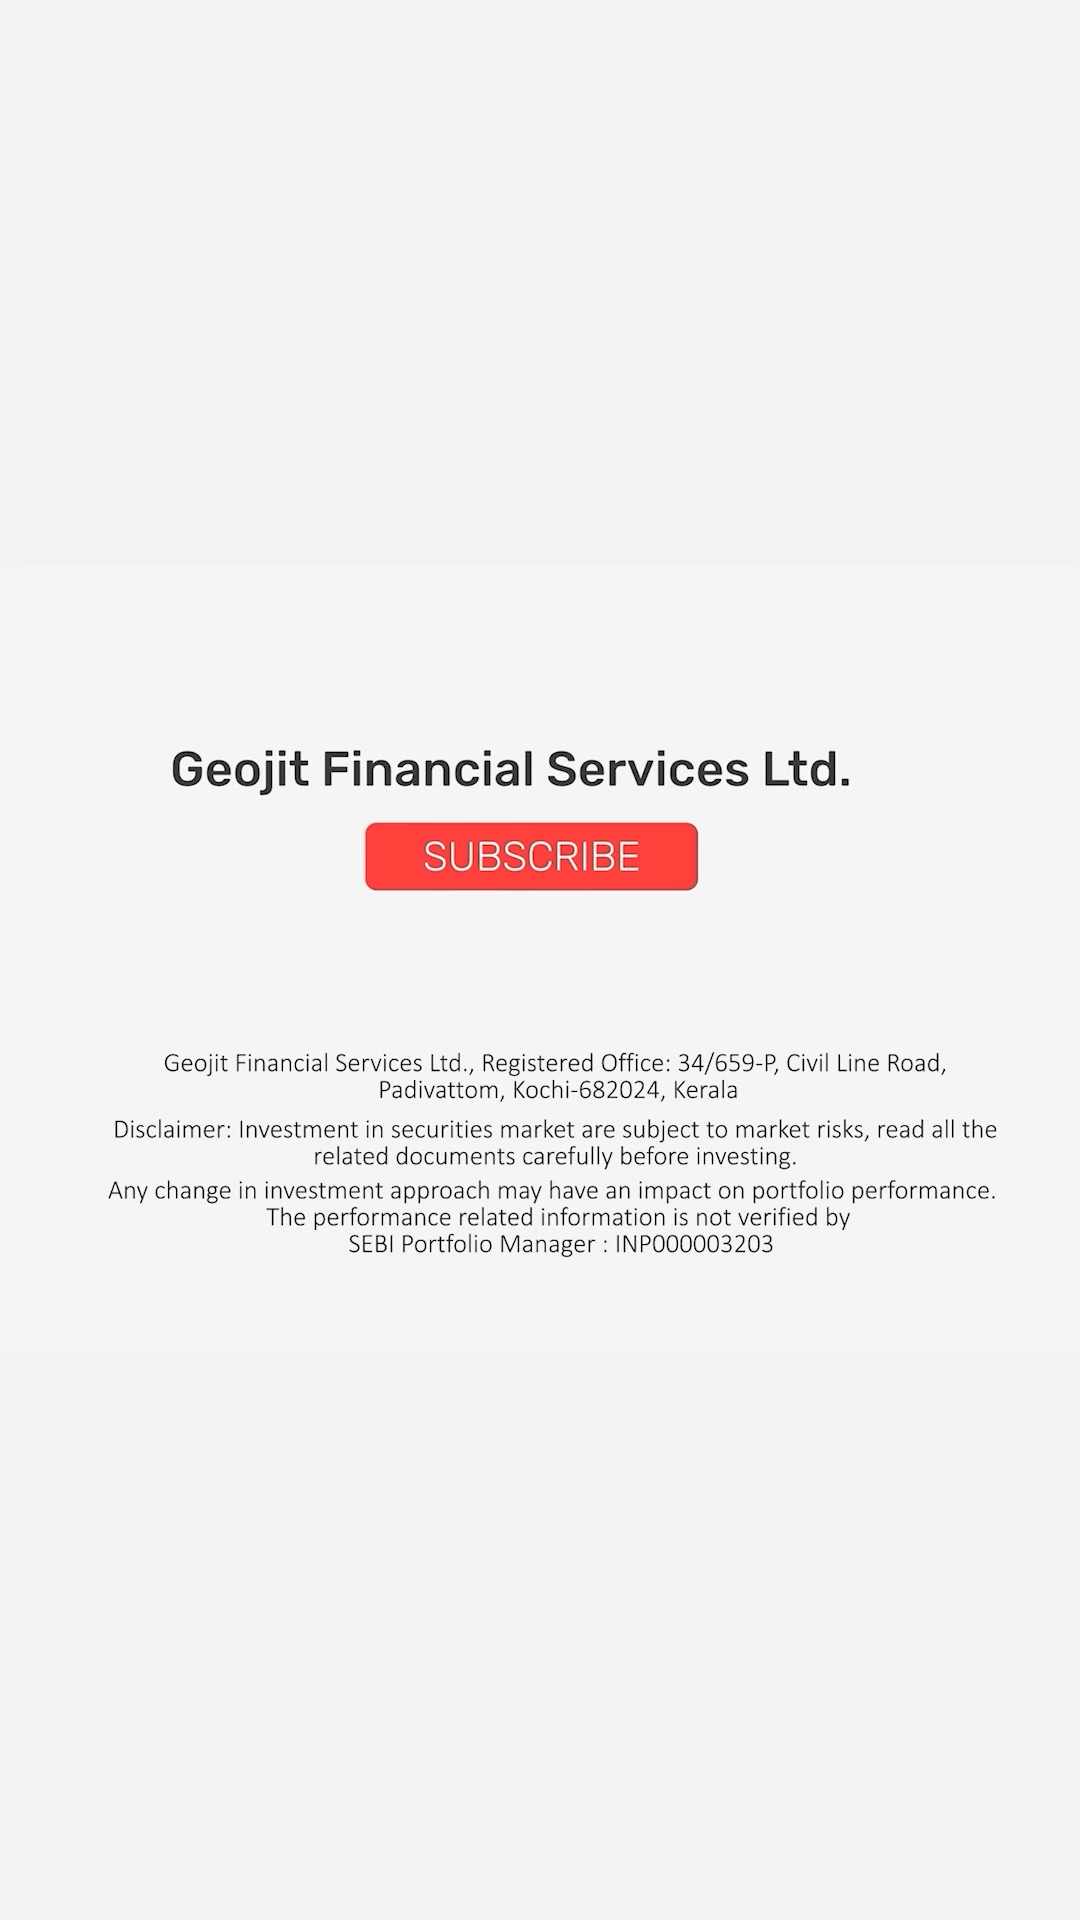 Geojit Financial Services Ltd.
SUBSCRIBE
Geojit Financial Services Ltd., Registered Office: 34/659-P, Civil Line Road,
Padivattom, Kochi-682024, Kerala
Disclaimer: Investment in securities market are subject to market risks, read all the
related documents carefully before investing.
Any change in investment approach may have an impact on portfolio performance.
The performance related information is not verified by
SEBI Portfolio Manager : INP000003203